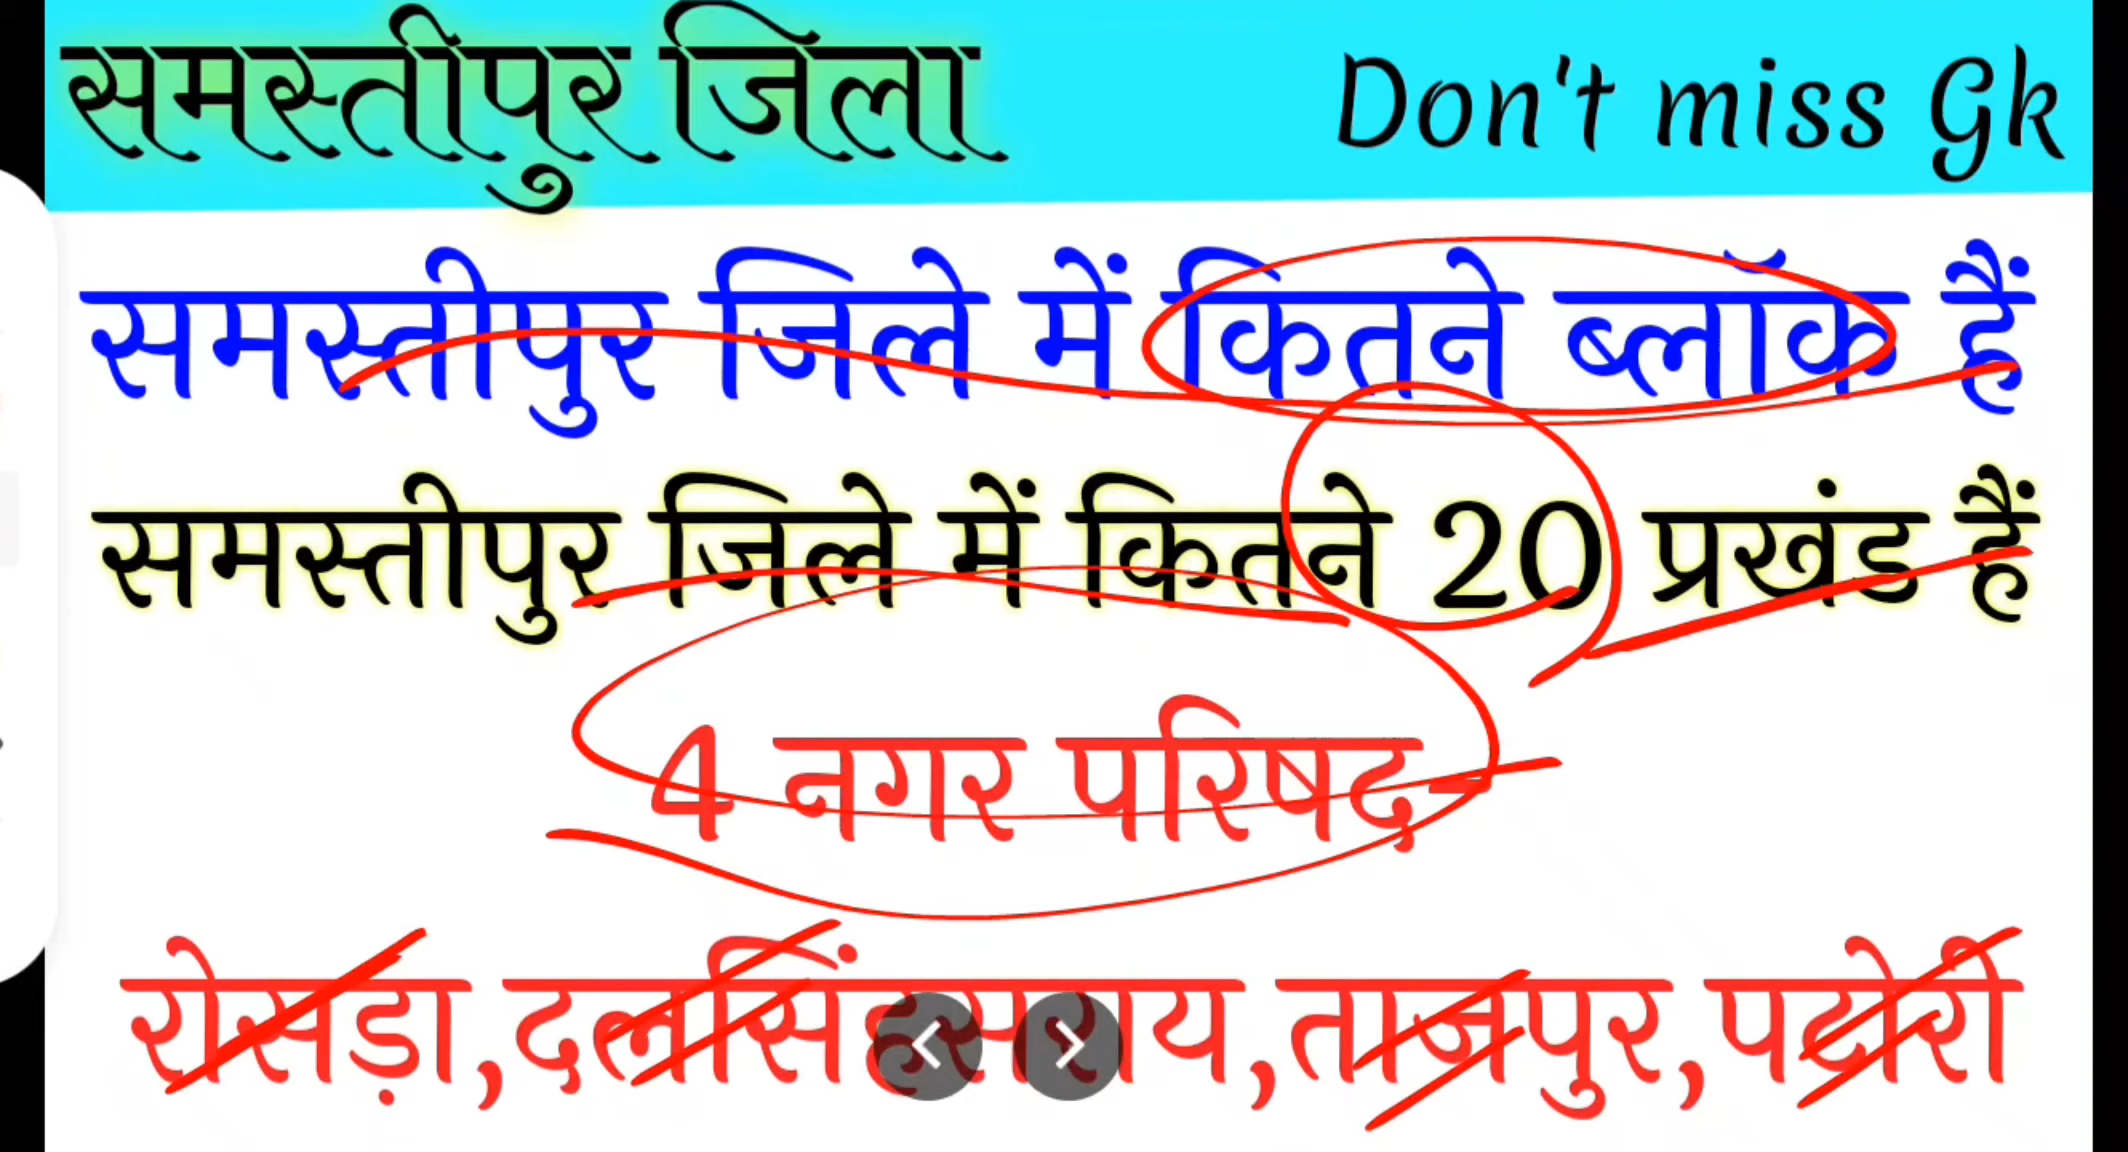 समस्तीपुर जिला Don't miss Gk
समस्तीपुर जिले में कितने ब्लॉक हैं
समस्तीपुर जिले में कितने 20 प्रखंड हैं
4 नगर परिषद-
रोसड़ा,दलसिंहसराय,ताजपुर,पटोरी